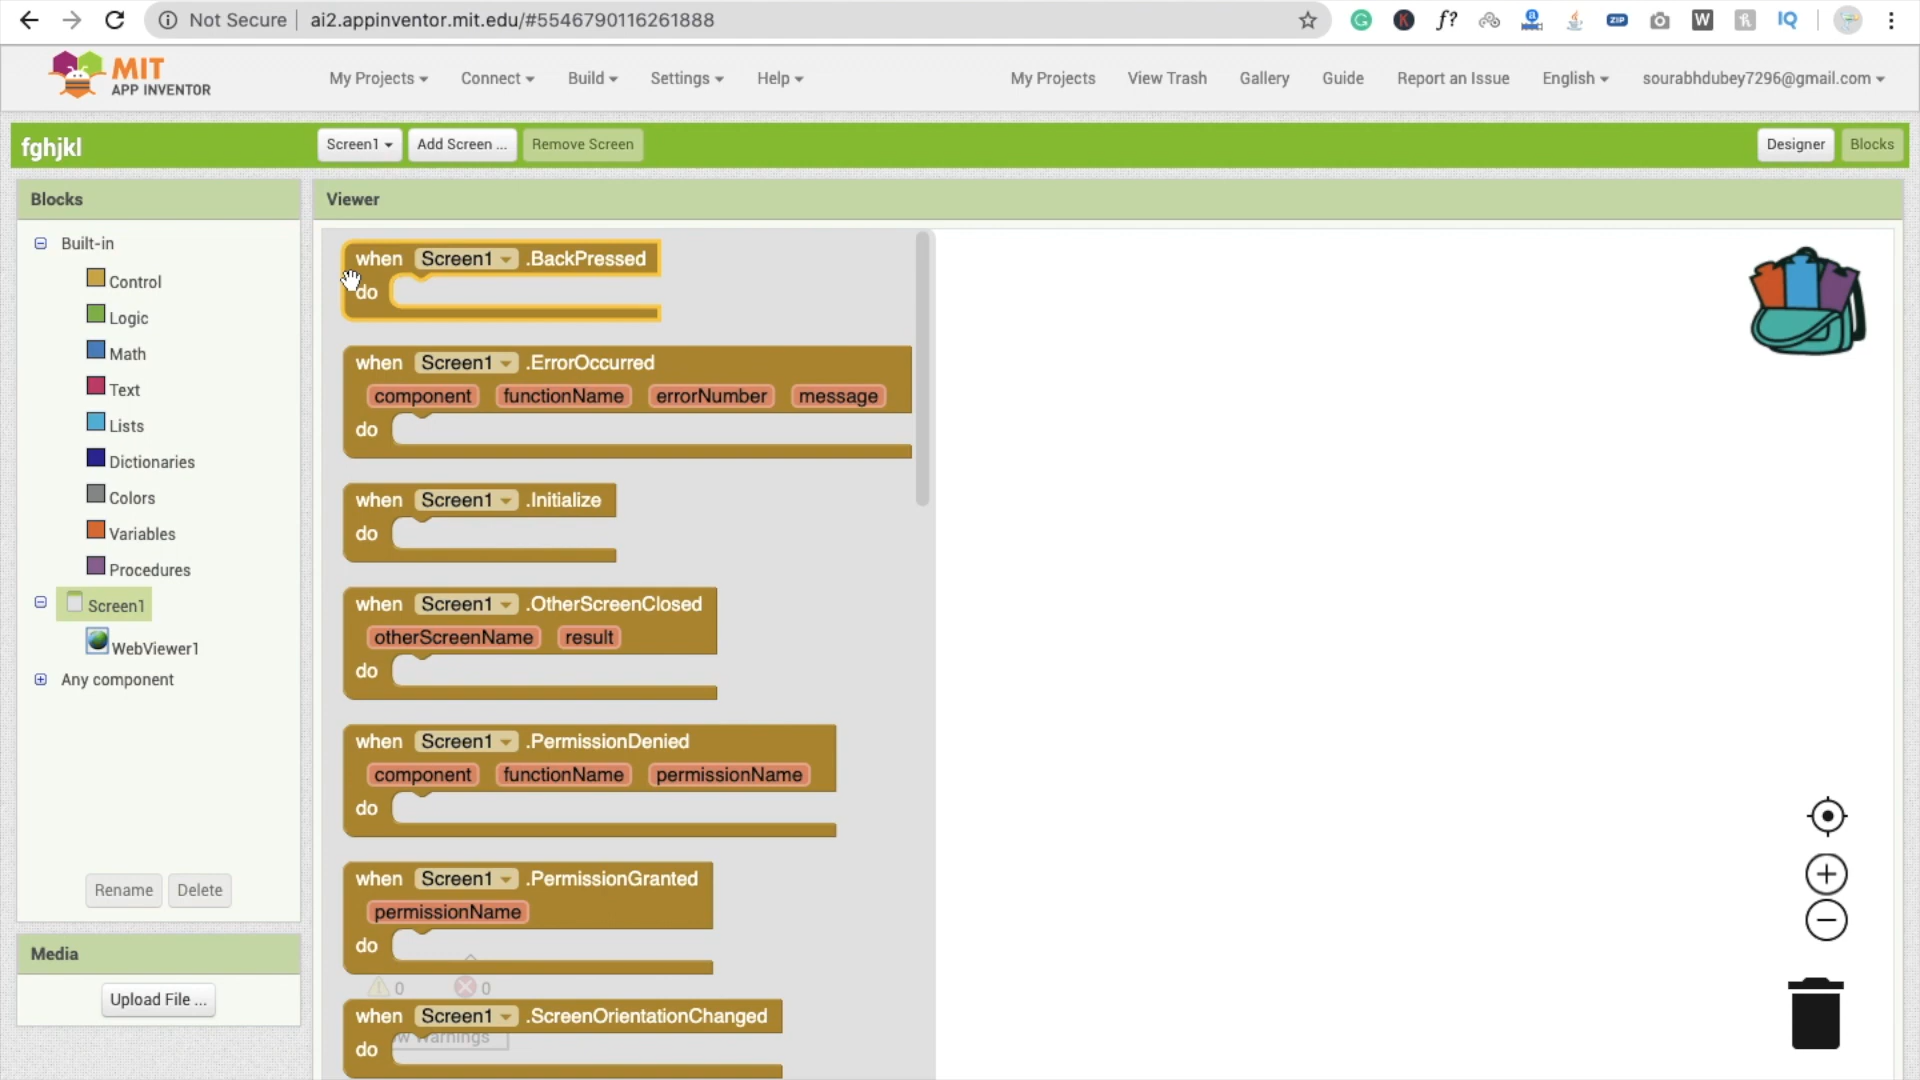 Not Secure ai2.appinventor.mit.edu/#5546790116261888
K f? ZIP W IQ
MIT
APP INVENTOR
My Projects Connect Build Settings Help My Projects View Trash Gallery Guide Report an Issue English sourabhdubey7296@gmail.com
fghjkl Screen1 Add Screen ... Remove Screen Designer Blocks
Blocks
Viewer
Built-in
Control
Logic
Math
Text
Lists
Dictionaries
Colors
Variables
Procedures
Screen1
WebViewer1
Any component
Rename Delete
Media
Upload File ...
when Screen1 .BackPressed
do
when Screen1 .ErrorOccurred
component functionName errorNumber message
do
when Screen1 .Initialize
do
when Screen1 .OtherScreenClosed
otherScreenName result
do
when Screen1 .PermissionDenied
component functionName permissionName
do
when Screen1 .PermissionGranted
permissionName
do
0 0
when Screen1 .ScreenOrientationChanged
w Warnings
do